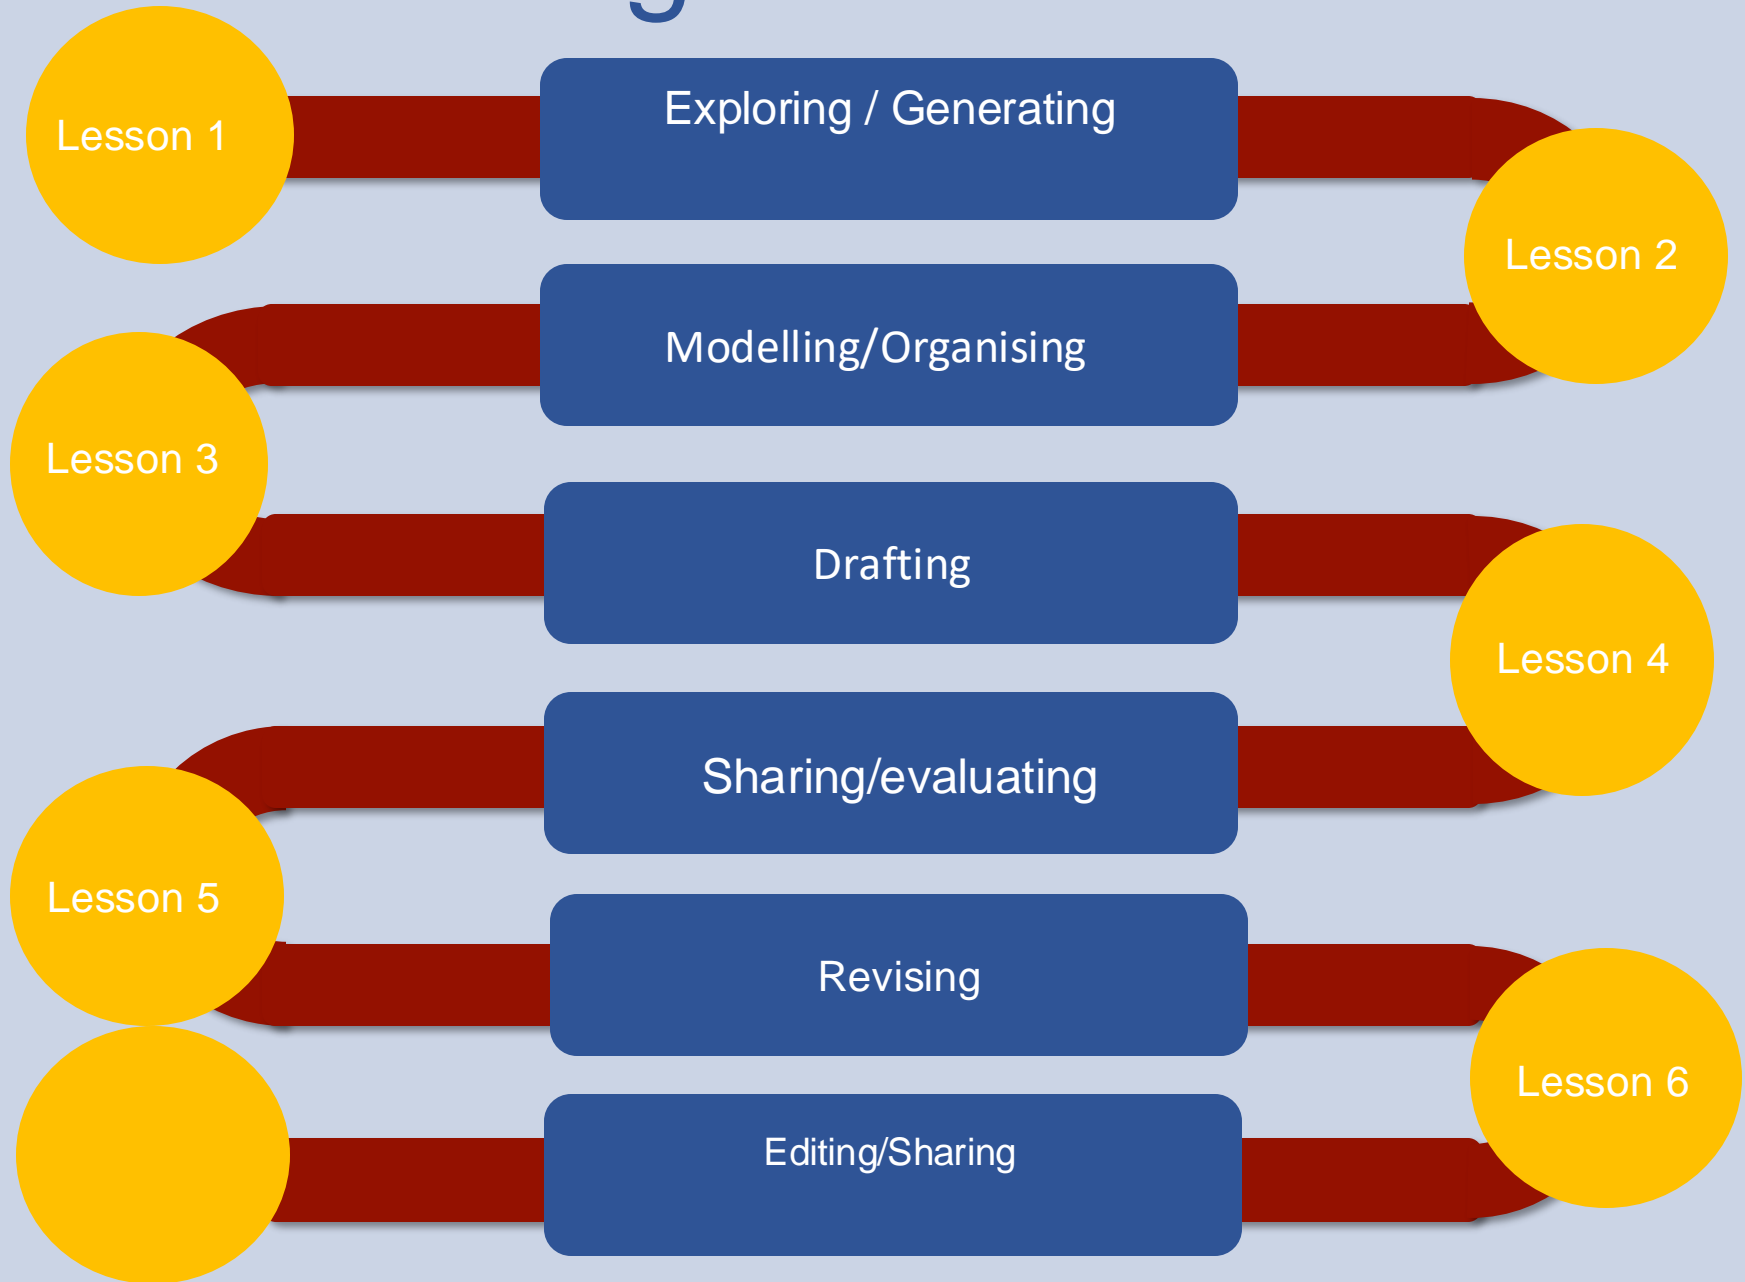 Lesson 1
Exploring / Generating
Lesson 2
Modelling/Organising
Lesson 3
Drafting
Lesson 4
Sharing/evaluating
Lesson 5
Revising
Lesson 6
Editing/Sharing